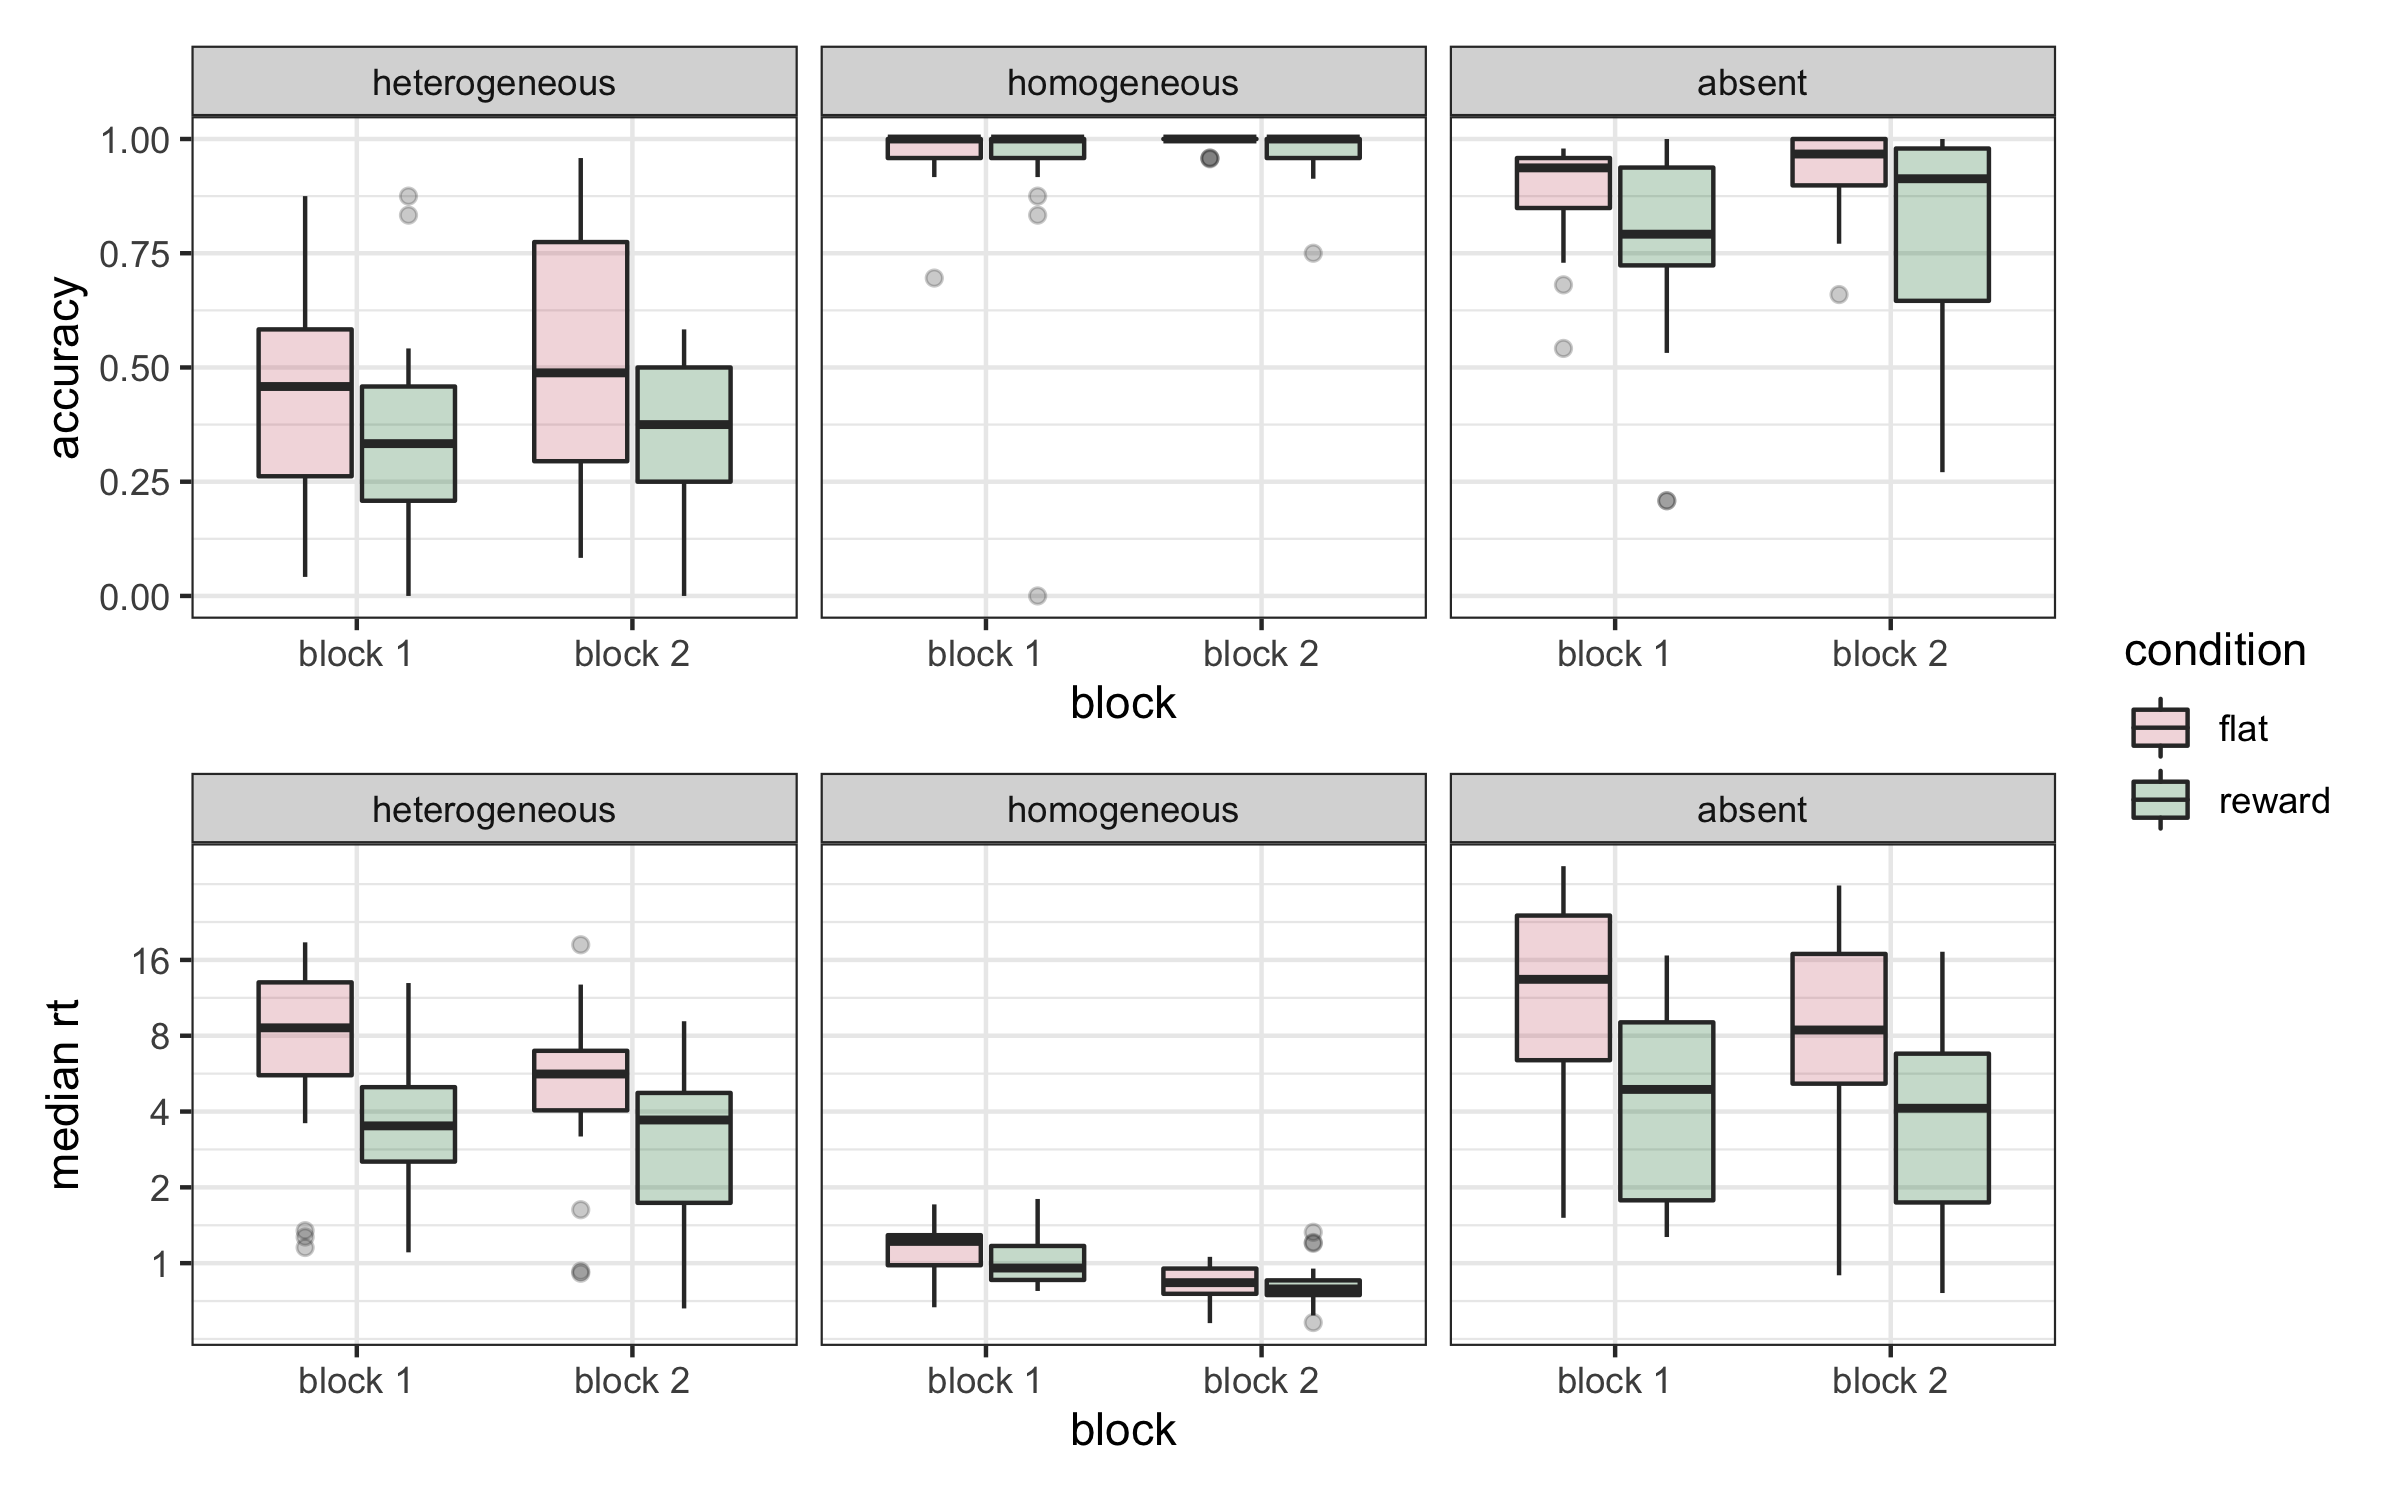 heterogeneous homogeneous absent
1.00
0.75
0.50
0.25
0.00
accuracy
block 1 block 2 block 1 block 2 block 1 block 2
block
condition
flat
reward
heterogeneous homogeneous absent
16
8
4
2
1
median rt
block 1 block 2 block 1 block 2 block 1 block 2
block